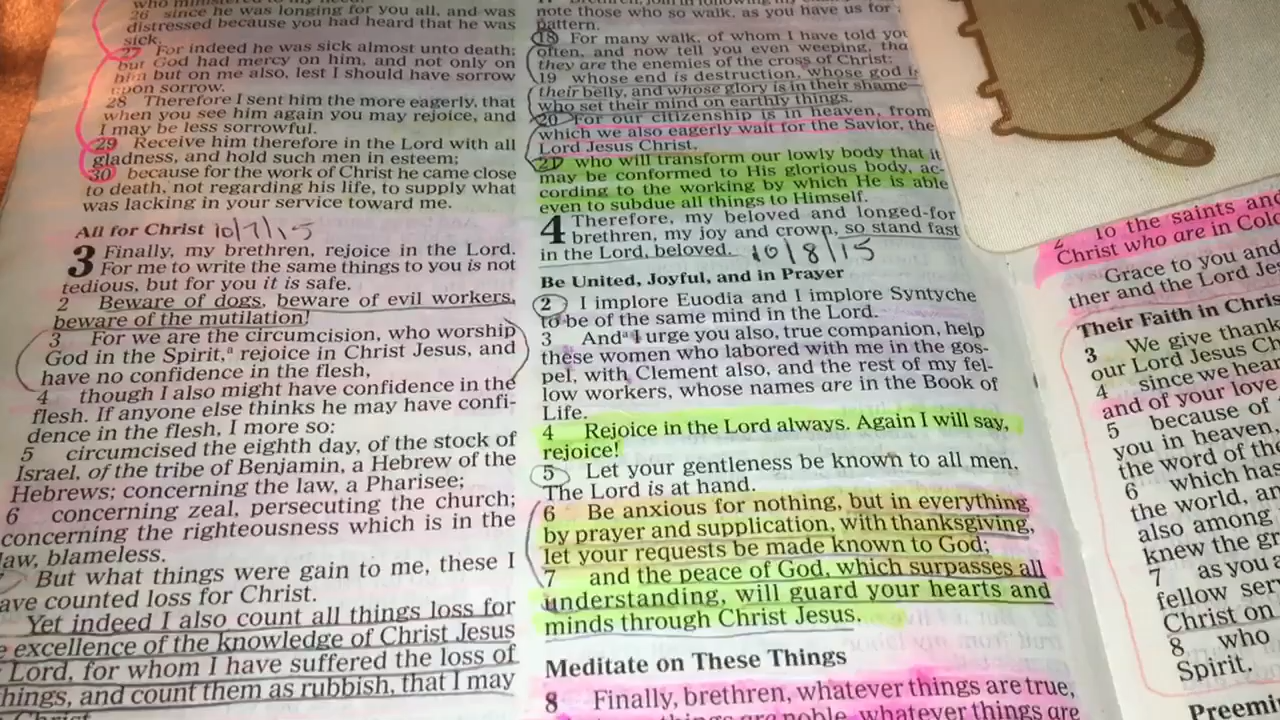 who ministered to my need.
26 since he was longing for you all, and was
distressed because you had heard that he was
sick.
27 For indeed he was sick almost unto death;
but God had mercy on him, and not only on
him but on me also, lest I should have sorrow
upon sorrow.
28 Therefore I sent him the more eagerly, that
when you see him again you may rejoice, and
I may be less sorrowful.
29 Receive him therefore in the Lord with all
gladness, and hold such men in esteem;
30 because for the work of Christ he came close
to death, not regarding his life, to supply what
was lacking in your service toward me.
All for Christ 10/7/15
3 Finally, my brethren, rejoice in the Lord.
For me to write the same things to you is not
tedious, but for you it is safe.
2 Beware of dogs, beware of evil workers,
beware of the mutilation!
3 For we are the circumcision, who worship
God in the Spirit,a rejoice in Christ Jesus, and
have no confidence in the flesh,
4 though I also might have confidence in the
flesh. If anyone else thinks he may have confi-
dence in the flesh, I more so:
5 circumcised the eighth day, of the stock of
Israel, of the tribe of Benjamin, a Hebrew of the
Hebrews; concerning the law, a Pharisee;
6 concerning zeal, persecuting the church;
concerning the righteousness which is in the
law, blameless.
But what things were gain to me, these I
ave counted loss for Christ.
Yet indeed I also count all things loss for
e excellence of the knowledge of Christ Jesus
Lord, for whom I have suffered the loss of
hings, and count them as rubbish, that I may
Christ
note those who so walk, as you have us for
pattern.
18 For many walk, of whom I have told you
often, and now tell you even weeping, tha
they are the enemies of the cross of Christ:
19 whose end is destruction, whose god is
their belly, and whose glory is in their shame—
who set their mind on earthly things.
20 For our citizenship is in heaven, from
which we also eagerly wait for the Savior, the
Lord Jesus Christ,
21 who will transform our lowly body that it
may be conformed to His glorious body, ac-
cording to the working by which He is able
even to subdue all things to Himself.
4 Therefore, my beloved and longed-for
brethren, my joy and crown, so stand fast
in the Lord, beloved. 10/8/15
Be United, Joyful, and in Prayer
2 I implore Euodia and I implore Syntyche
to be of the same mind in the Lord.
3 Anda I urge you also, true companion, help
these women who labored with me in the gos-
pel, with Clement also, and the rest of my fel-
low workers, whose names are in the Book of
Life.
4 Rejoice in the Lord always. Again I will say,
rejoice!
5 Let your gentleness be known to all men.
The Lord is at hand.
6 Be anxious for nothing, but in everything
by prayer and supplication, with thanksgiving,
let your requests be made known to God;
7 and the peace of God, which surpasses all
understanding, will guard your hearts and
minds through Christ Jesus.
Meditate on These Things
8 Finally, brethren, whatever things are true,
things are noble, whatever things are
2 To the saints and
Christ who are in Colo
Grace to you and
ther and the Lord Je
Their Faith in Chris
3 We give thank
our Lord Jesus Ch
4 since we hear
and of your love
5 because of
you in heaven,
the word of the
6 which has
the world, an
also among
knew the gr
7 as you a
fellow ser
Christ on
8 who
Spirit.
Preemi